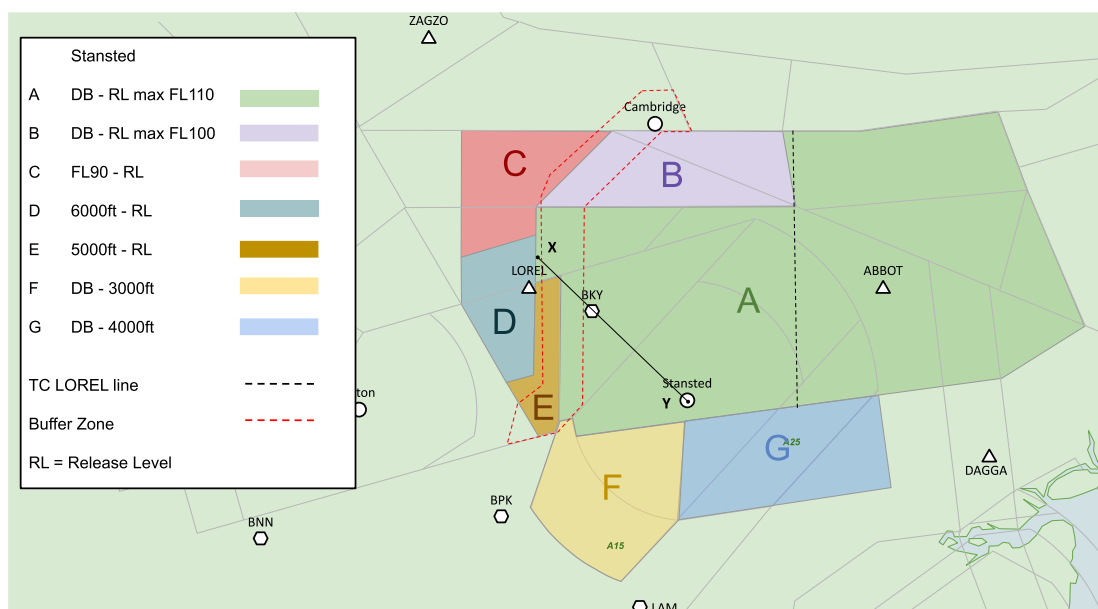 ZAGZO
Stansted
A DB - RL max FL110
B DB - RL max FL100
C FL90 - RL
D 6000ft - RL
E 5000ft - RL
F DB - 3000ft
G DB - 4000ft
TC LOREL line
Buffer Zone
RL = Release Level
Cambridge
C
B
X
LOREL
ABBOT
BKY
A
D
Stansted
Y
ton
E
G
A25
DAGGA
F
BPK
BNN
A15
LAM